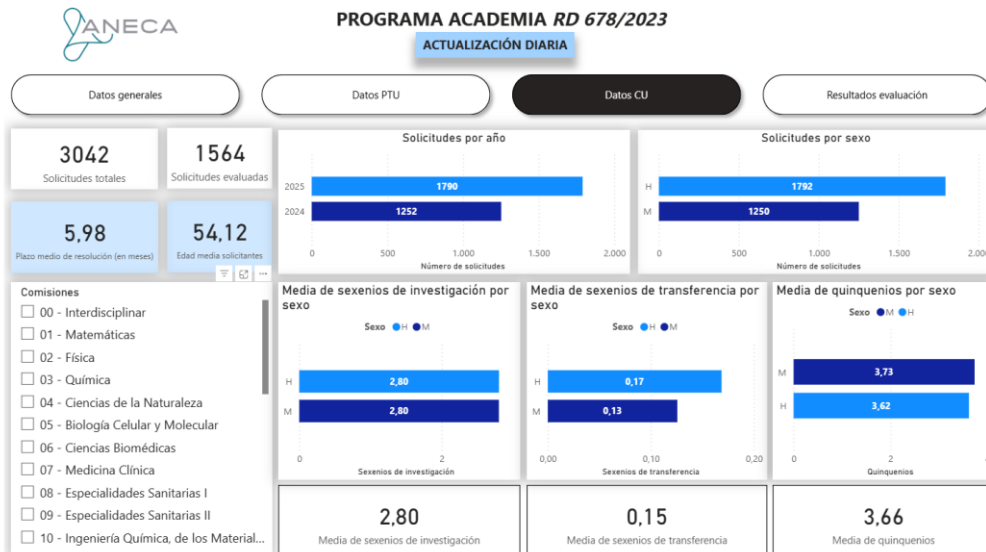 ANECA
PROGRAMA ACADEMIA RD 678/2023
ACTUALIZACIÓN DIARIA
Datos generales
Datos PTU
Datos CU
Resultados evaluación
3042
Solicitudes totales
1564
Solicitudes evaluadas
5,98
Plazo medio de resolución (en meses)
54,12
Edad media solicitantes
Solicitudes por año
2025
1790
2024
1252
0 500 1.000 1.500 2.000
Número de solicitudes
Solicitudes por sexo
H
1792
M
1250
0 500 1.000 1.500 2.000
Número de solicitudes
Comisiones
00 - Interdisciplinar
01 - Matemáticas
02 - Física
03 - Química
04 - Ciencias de la Naturaleza
05 - Biología Celular y Molecular
06 - Ciencias Biomédicas
07 - Medicina Clínica
08 - Especialidades Sanitarias I
09 - Especialidades Sanitarias II
10 - Ingeniería Química, de los Material...
Media de sexenios de investigación por
sexo
Sexo H M
H
2,80
M
2,80
0 2
Sexenios de investigación
Media de sexenios de transferencia por
sexo
Sexo H M
H
0,17
M
0,13
0,00 0,10 0,20
Sexenios de transferencia
Media de quinquenios por sexo
Sexo M H
M
3,73
H
3,62
0 2
Quinquenios
2,80
Media de sexenios de investigación
0,15
Media de sexenios de transferencia
3,66
Media de quinquenios